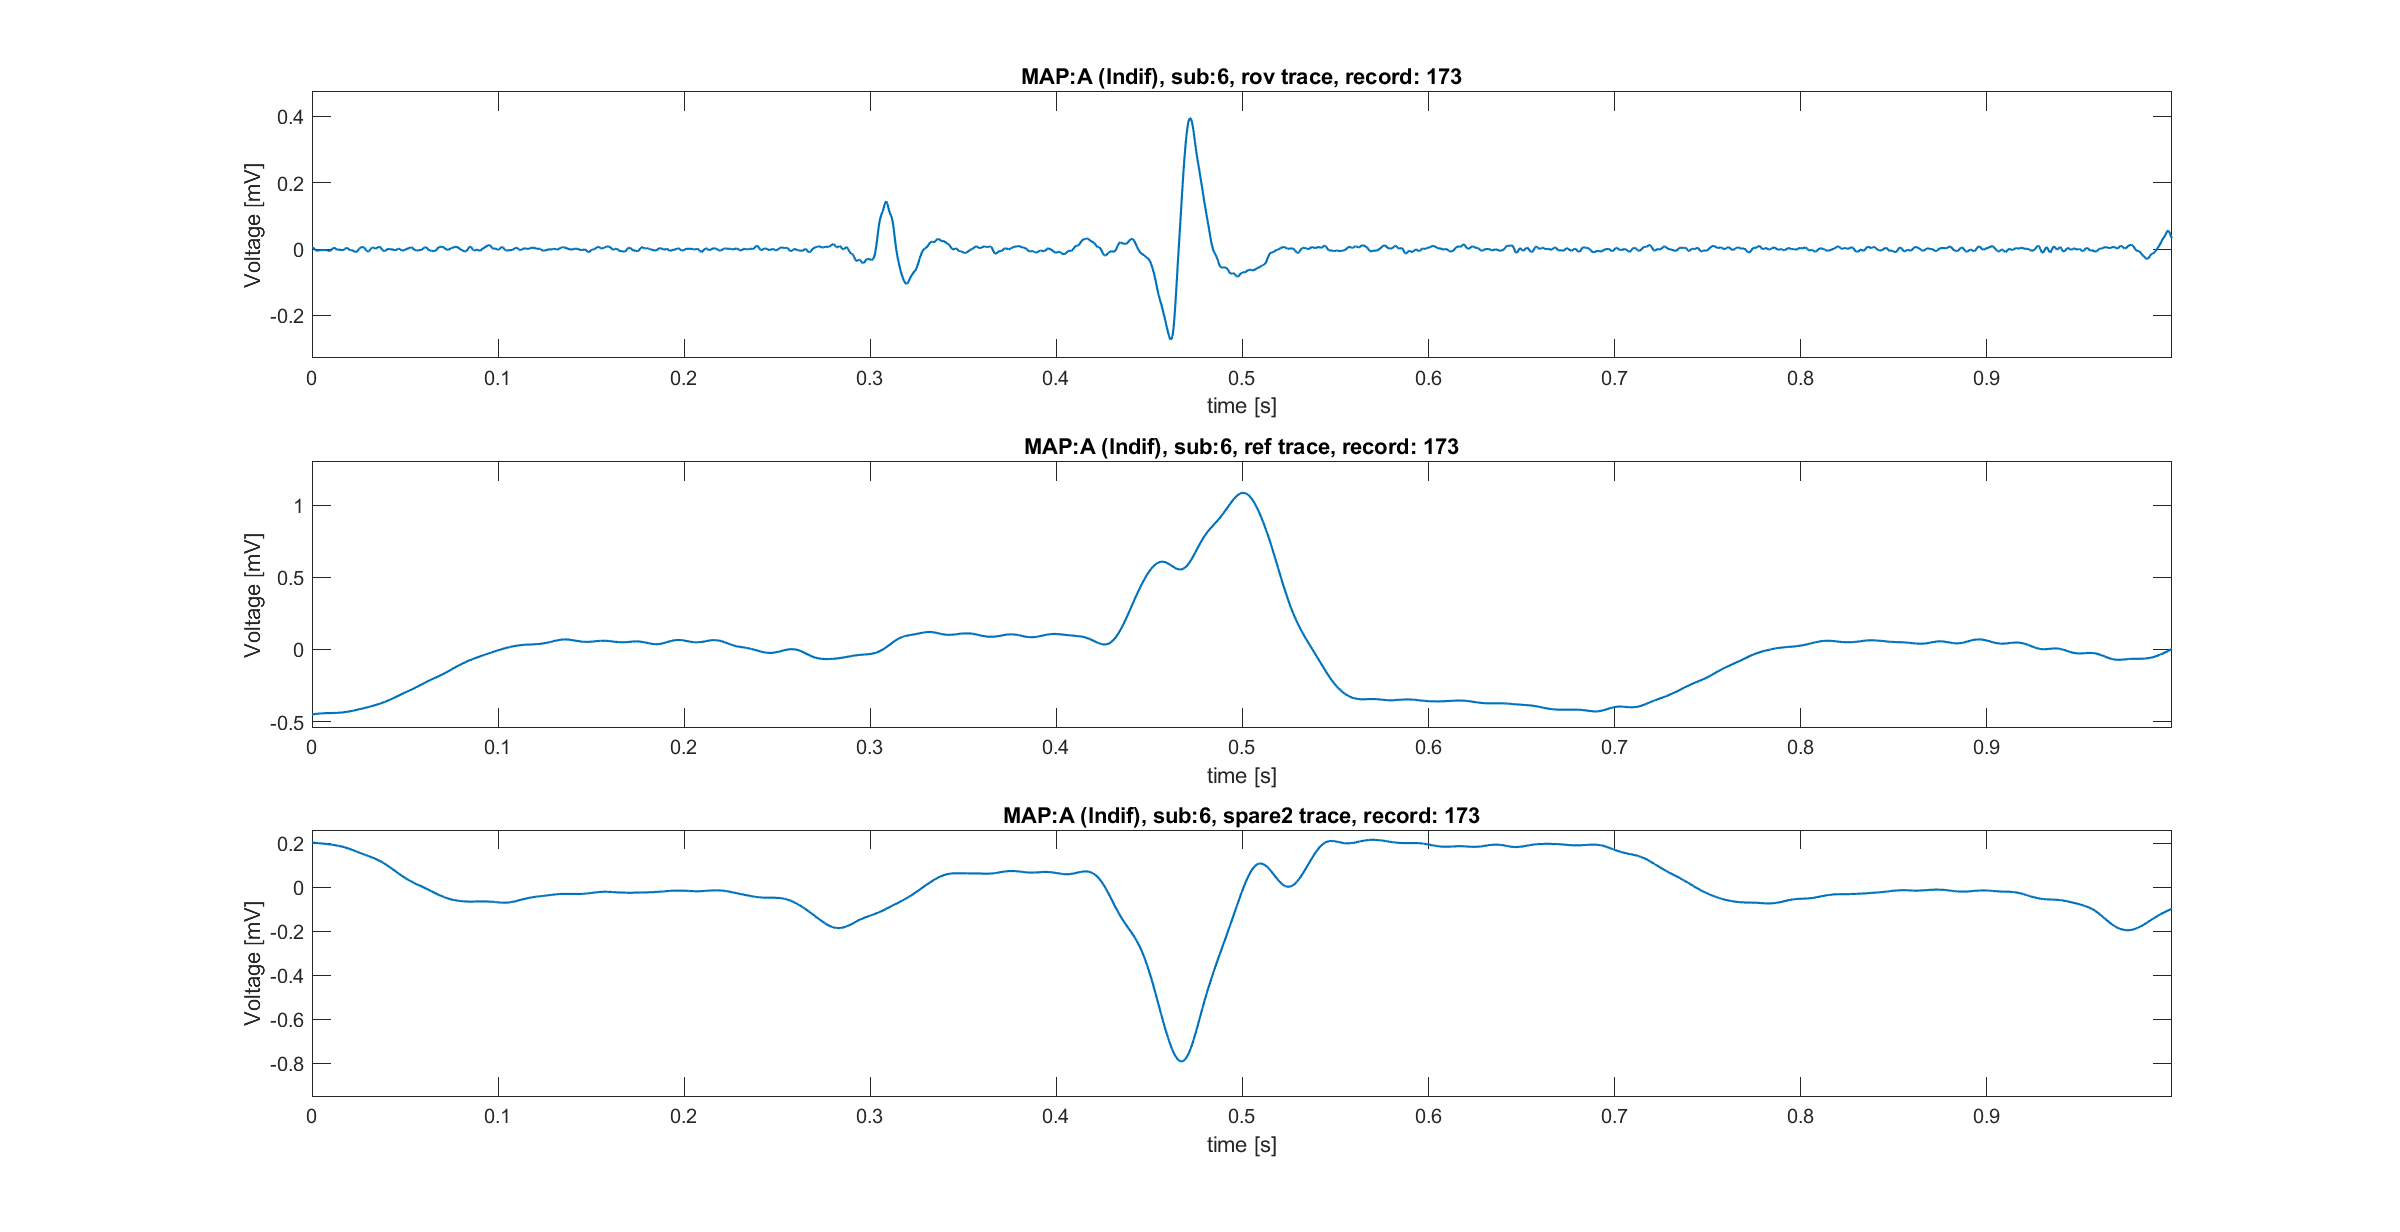 MAP:A (Indif), sub:6, rov trace, record: 173
Voltage [mV]
0.4
0.2
0
-0.2
0 0.1 0.2 0.3 0.4 0.5 0.6 0.7 0.8 0.9
time [s]
MAP:A (Indif), sub:6, ref trace, record: 173
Voltage [mV]
1
0.5
0
-0.5
0 0.1 0.2 0.3 0.4 0.5 0.6 0.7 0.8 0.9
time [s]
MAP:A (Indif), sub:6, spare2 trace, record: 173
Voltage [mV]
0.2
0
-0.2
-0.4
-0.6
-0.8
0 0.1 0.2 0.3 0.4 0.5 0.6 0.7 0.8 0.9
time [s]